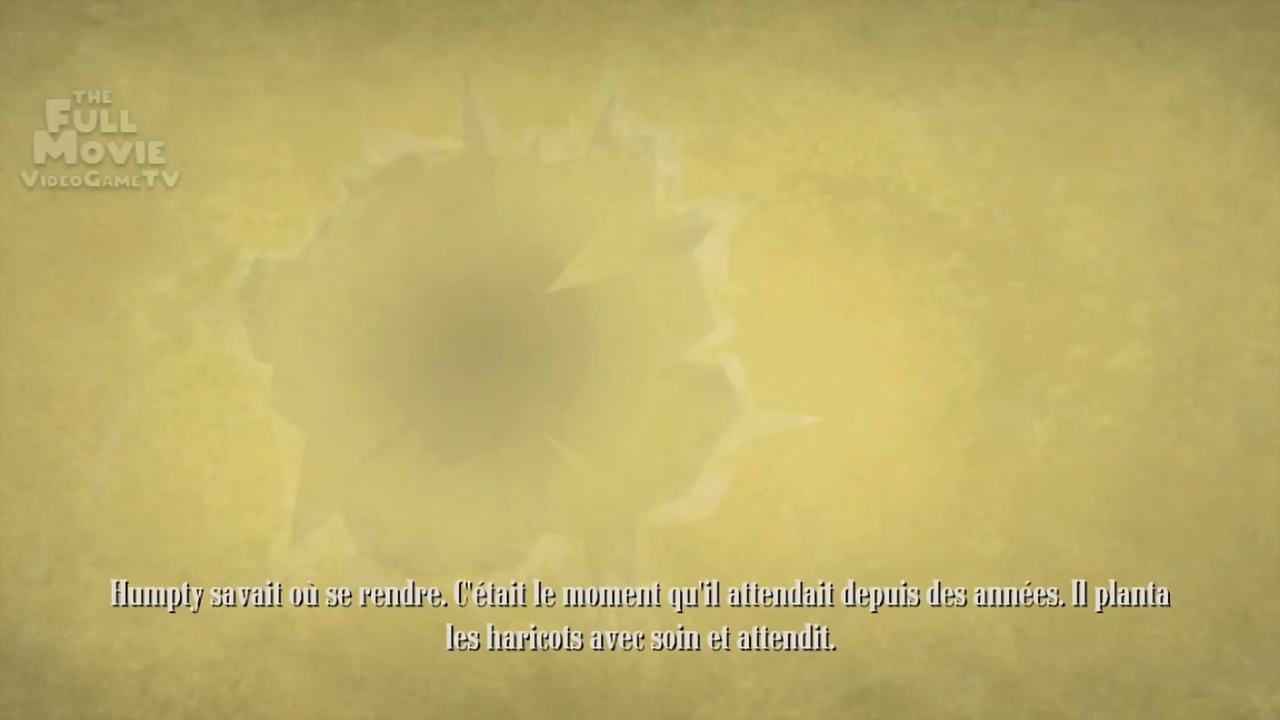 THE
FULL
MOVIE
VIDEOGAMETV
Humpty savait où se rendre. C'était le moment qu'il attendait depuis des années. Il planta
les haricots avec soin et attendit.